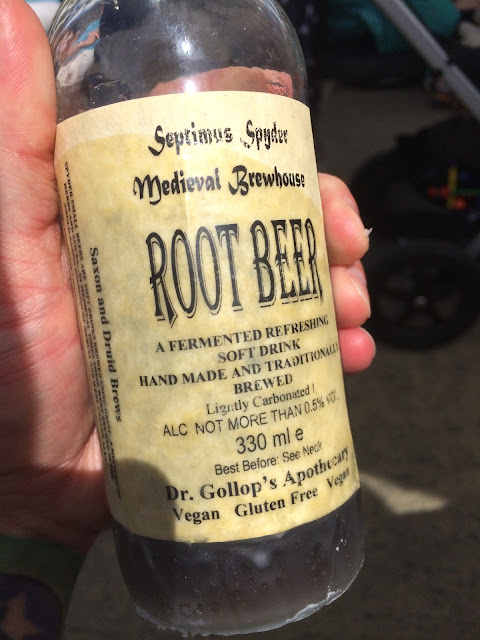 Septimus Spyder
Medieval Brewhouse
ROOT BEER
A FERMENTED REFRESHING
SOFT DRINK
HAND MADE AND TRADITIONALLY
BREWED
Lightly Carbonated !
ALC NOT MORE THAN 0.5% VOL
330 ml e
Best Before: See Neck
Dr. Gollop's Apothecary
Vegan Gluten Free Vegan
Saxon and Druid Brews